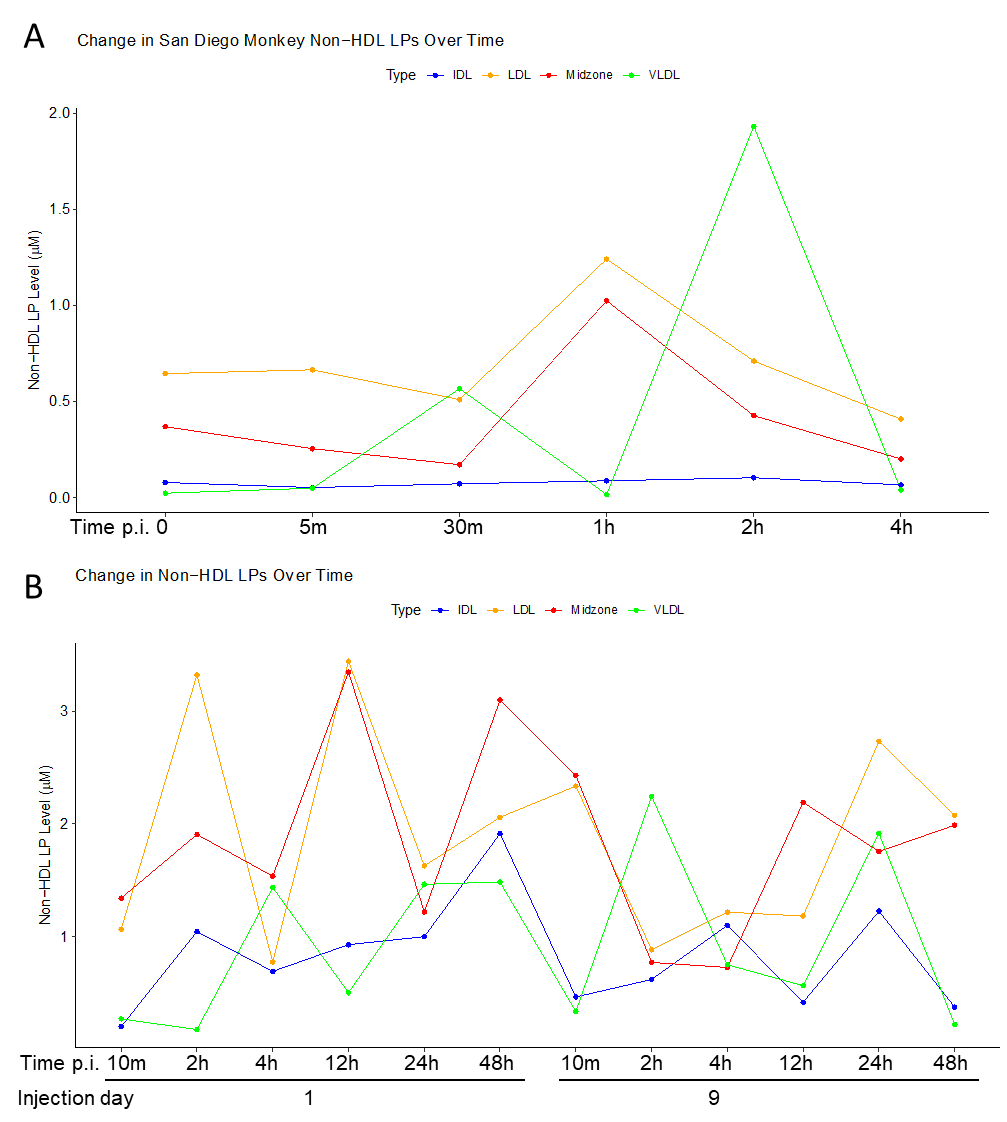 A
Change in San Diego Monkey Non−HDL LPs Over Time
Type IDL LDL Midzone VLDL
Non−HDL LP Level (μM)
2.0
1.5
1.0
0.5
0.0
Time p.i. 0 5m 30m 1h 2h 4h
B
Change in Non−HDL LPs Over Time
Type IDL LDL Midzone VLDL
Non−HDL LP Level (μM)
3
2
1
Time p.i. 10m 2h 4h 12h 24h 48h 10m 2h 4h 12h 24h 48h
Injection day 1 9